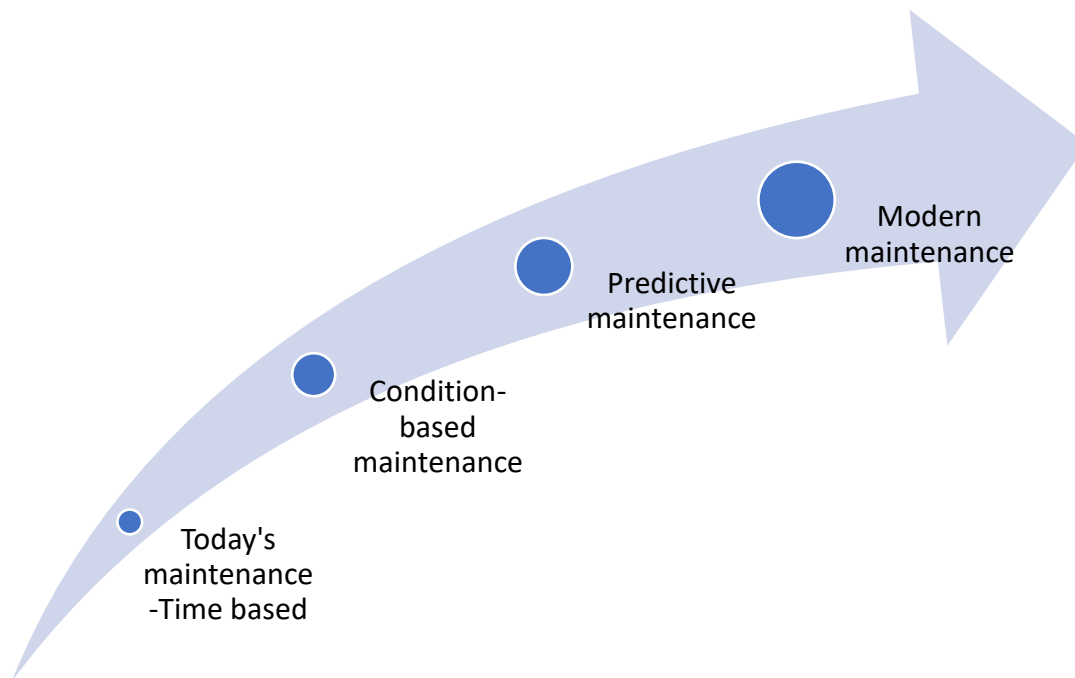 Modern
maintenance
Predictive
maintenance
Condition-
based
maintenance
Today's
maintenance
-Time based